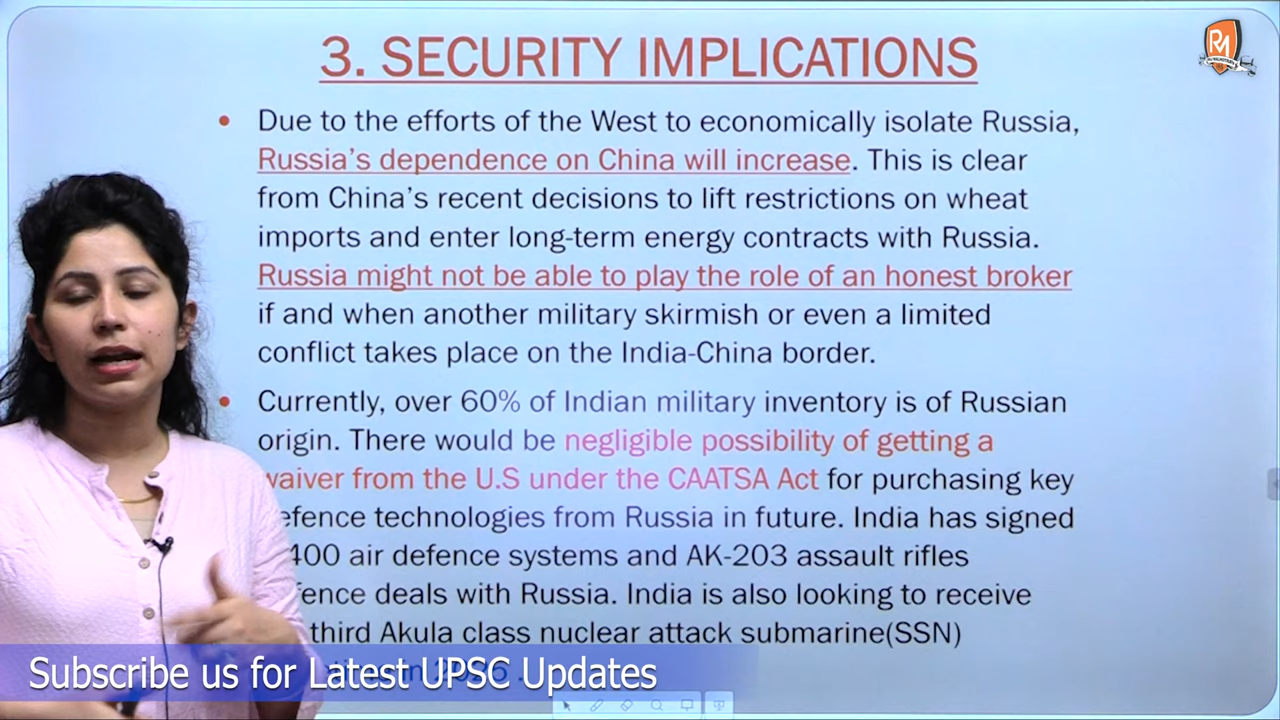 3. SECURITY IMPLICATIONS
RM
Due to the efforts of the West to economically isolate Russia,
Russia's dependence on China will increase. This is clear
from China's recent decisions to lift restrictions on wheat
imports and enter long-term energy contracts with Russia.
Russia might not be able to play the role of an honest broker
if and when another military skirmish or even a limited
conflict takes place on the India-China border.
Currently, over 60% of Indian military inventory is of Russian
origin. There would be negligible possibility of getting a
waiver from the U.S under the CAATSA Act for purchasing key
efence technologies from Russia in future. India has signed
400 air defence systems and AK-203 assault rifles
fence deals with Russia. India is also looking to receive
third Akula class nuclear attack submarine(SSN)
Subscribe us for Latest UPSC Updates